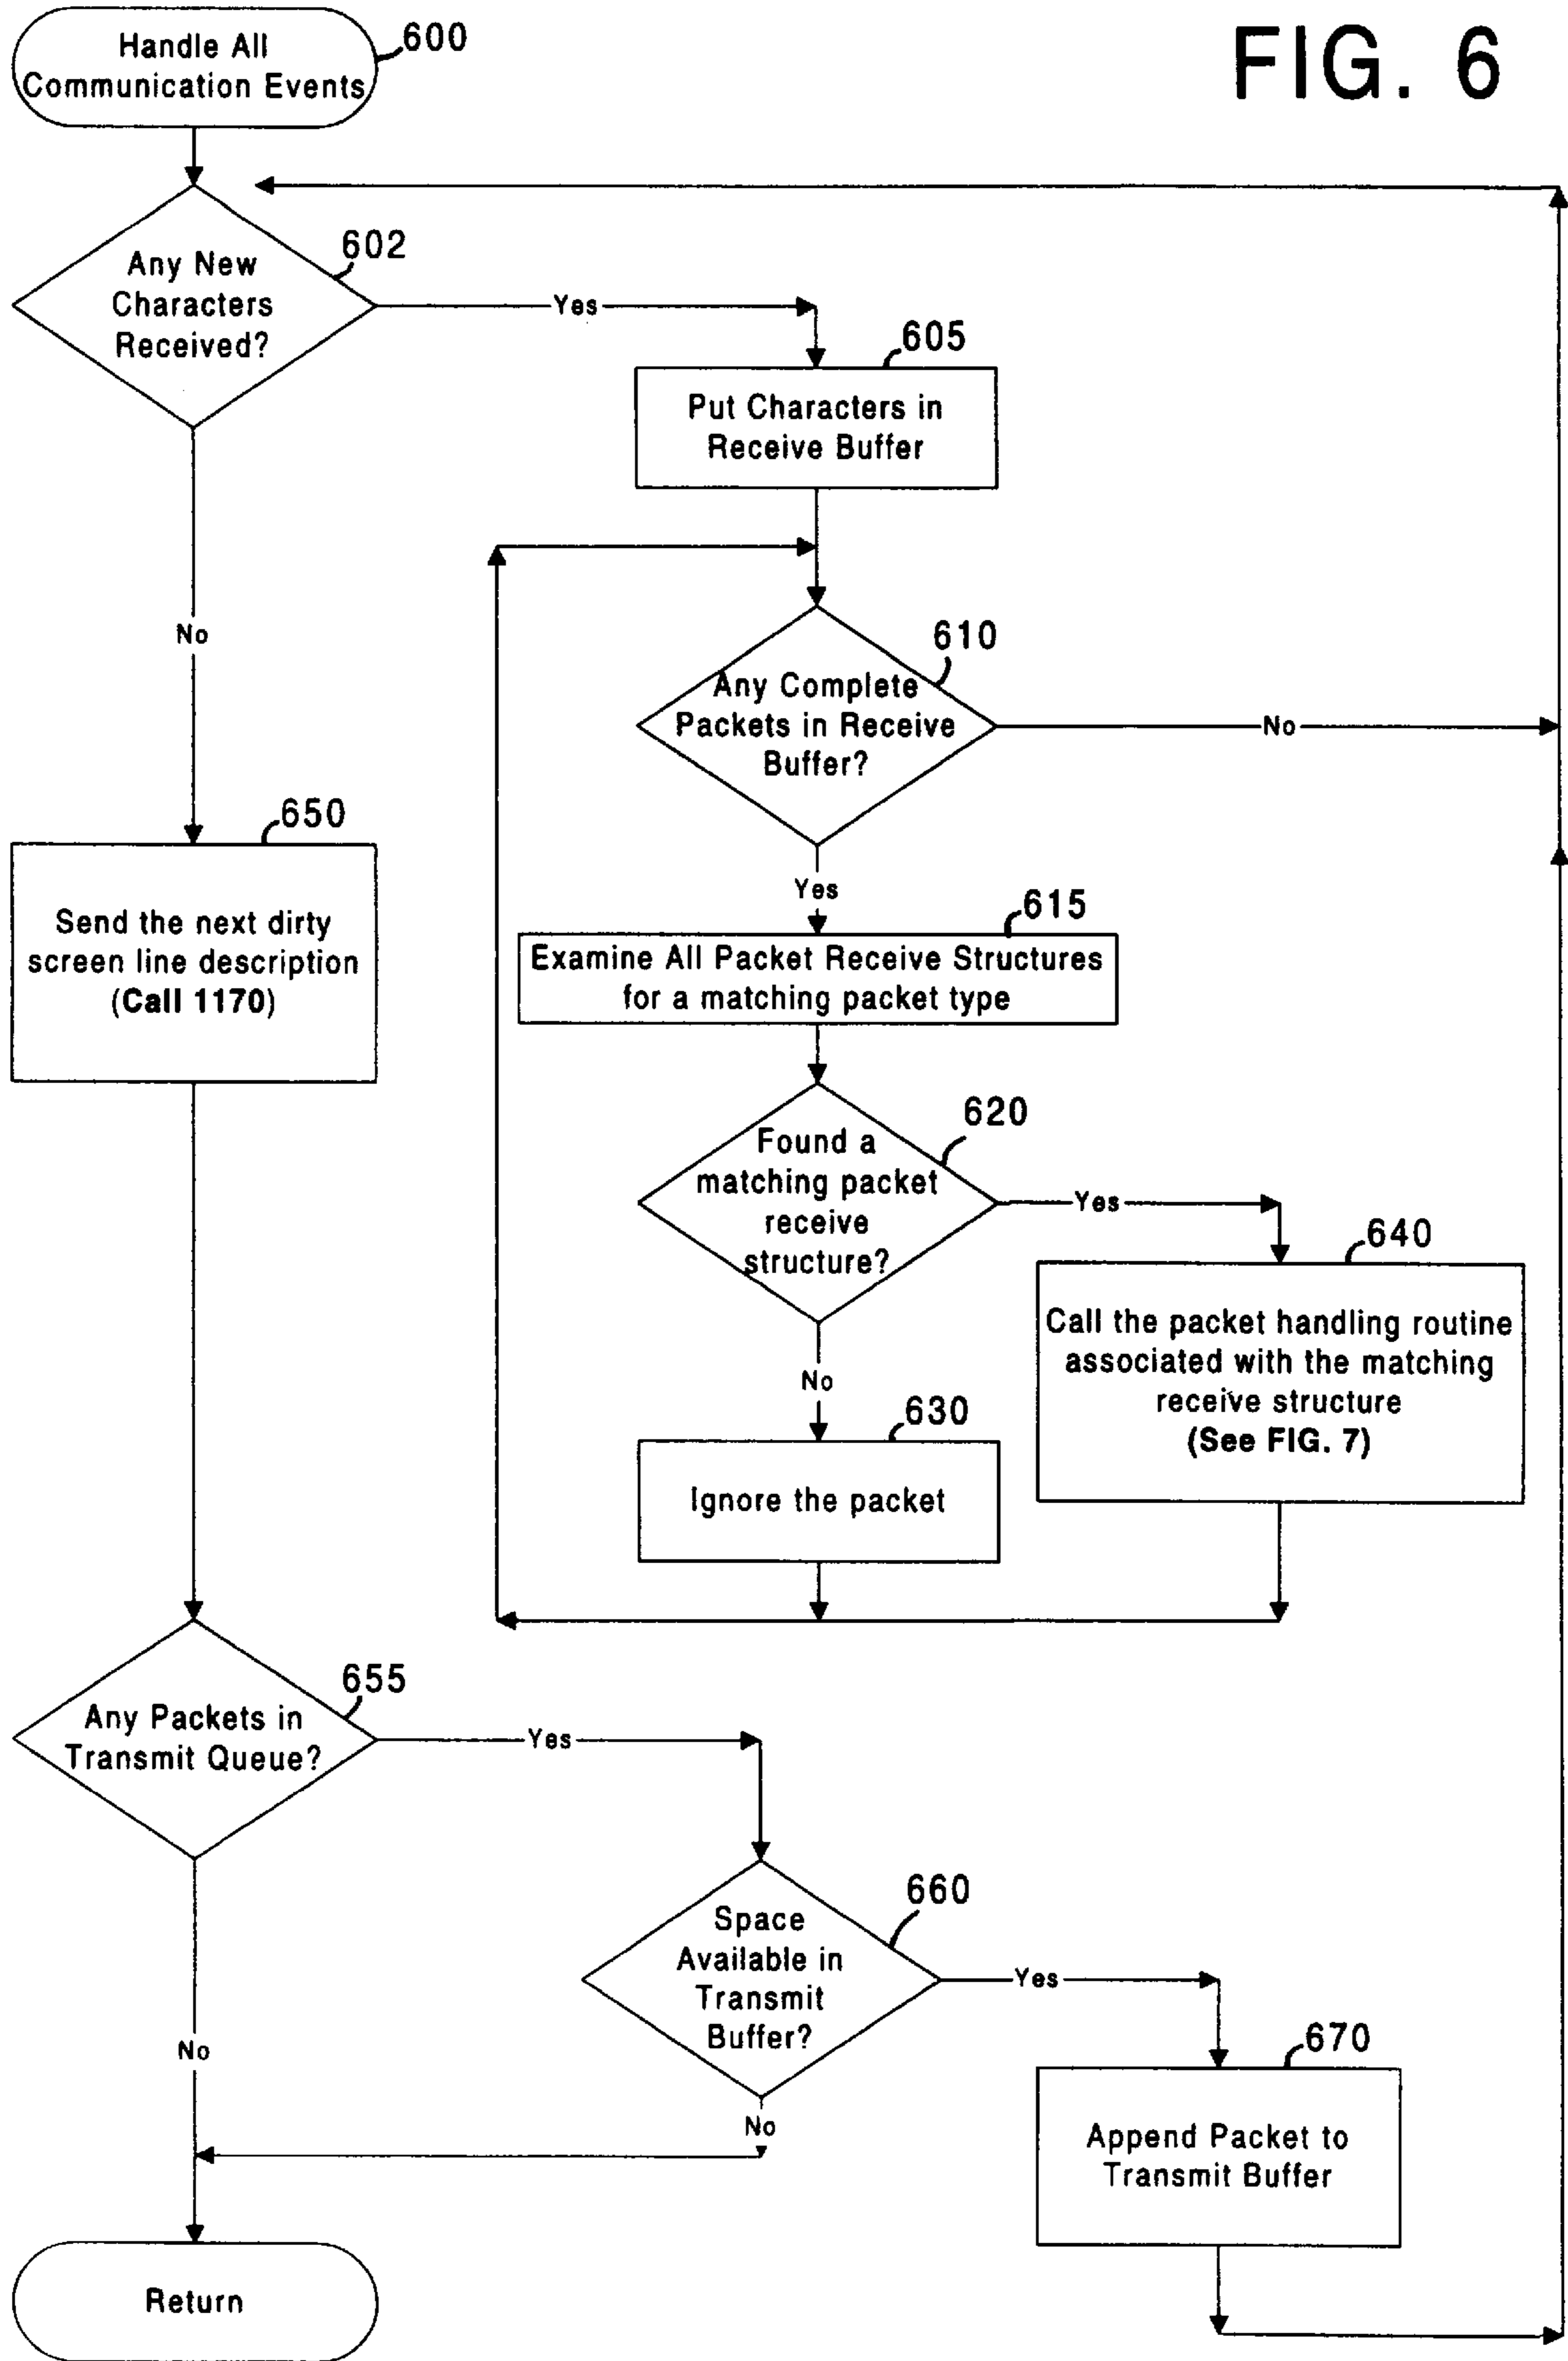 FIG. 6
Handle All
Communication Events
600
Any New
Characters
Received?
602
Yes
605
Put Characters in
Receive Buffer
No
610
Any Complete
Packets in Receive
Buffer?
No
Yes
650
Send the next dirty
screen line description
(Call 1170)
615
Examine All Packet Receive Structures
for a matching packet type
620
Found a
matching packet
receive
structure?
Yes
640
Call the packet handling routine
associated with the matching
receive structure
(See FIG. 7)
No
630
Ignore the packet
655
Any Packets in
Transmit Queue?
Yes
660
Space
Available in
Transmit
Buffer?
Yes
No
670
Append Packet to
Transmit Buffer
No
Return